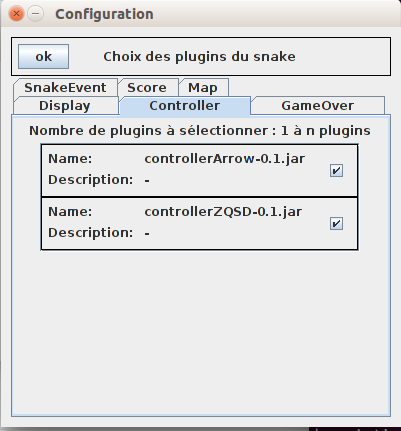 Configuration
ok Choix des plugins du snake
SnakeEvent Score Map
Display Controller GameOver
Nombre de plugins à sélectionner : 1 à n plugins
Name: controllerArrow-0.1.jar
Description: -
Name: controllerZQSD-0.1.jar
Description: -